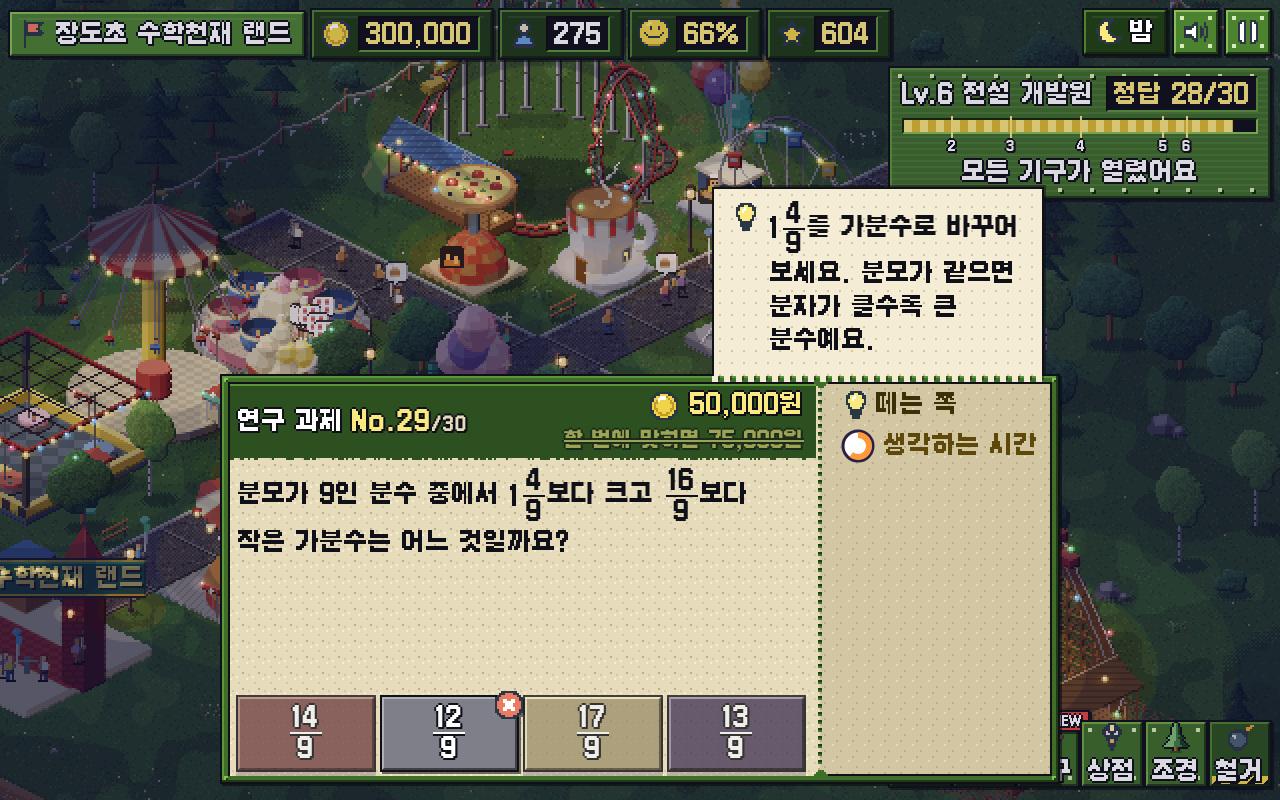 장도초 수학천재 랜드
300,000
275
66%
604
밤
Lv.6 전설 개발원 정답 28/30
2 3 4 5 6
모든 기구가 열렸어요
1 4/9를 가분수로 바꾸어
보세요. 분모가 같으면
분자가 클수록 큰
분수예요.
연구 과제 No.29/30
50,000원
한 번에 맞히면 75,000원
떼는 쪽
생각하는 시간
분모가 9인 분수 중에서 1 4/9보다 크고 16/9보다
작은 가분수는 어느 것일까요?
14/9
12/9
17/9
13/9
수학천재 랜드
상점
조경
철거